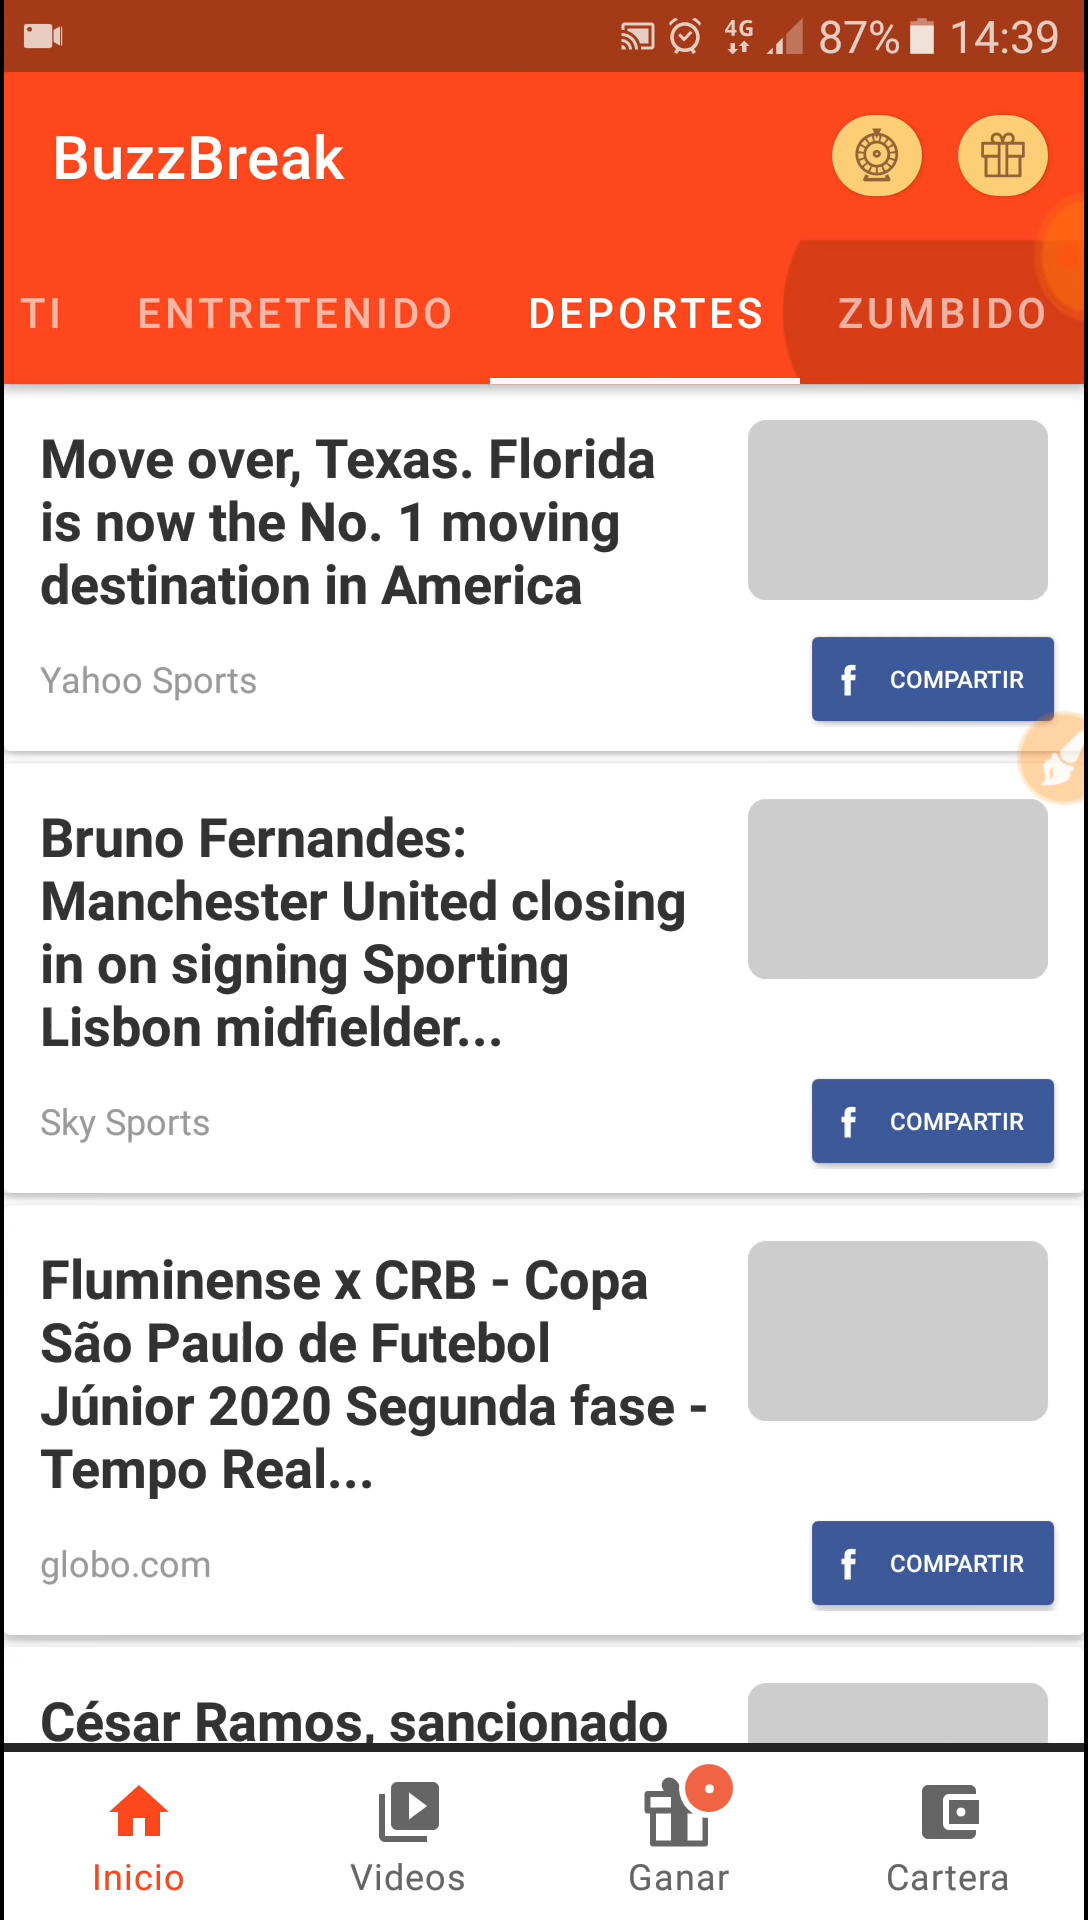 4G 87% 14:39
BuzzBreak
TI ENTRETENIDO DEPORTES ZUMBIDO
Move over, Texas. Florida
is now the No. 1 moving
destination in America
Yahoo Sports
f COMPARTIR
Bruno Fernandes:
Manchester United closing
in on signing Sporting
Lisbon midfielder...
Sky Sports
f COMPARTIR
Fluminense x CRB - Copa
São Paulo de Futebol
Júnior 2020 Segunda fase -
Tempo Real...
globo.com
f COMPARTIR
César Ramos, sancionado
Inicio Videos Ganar Cartera